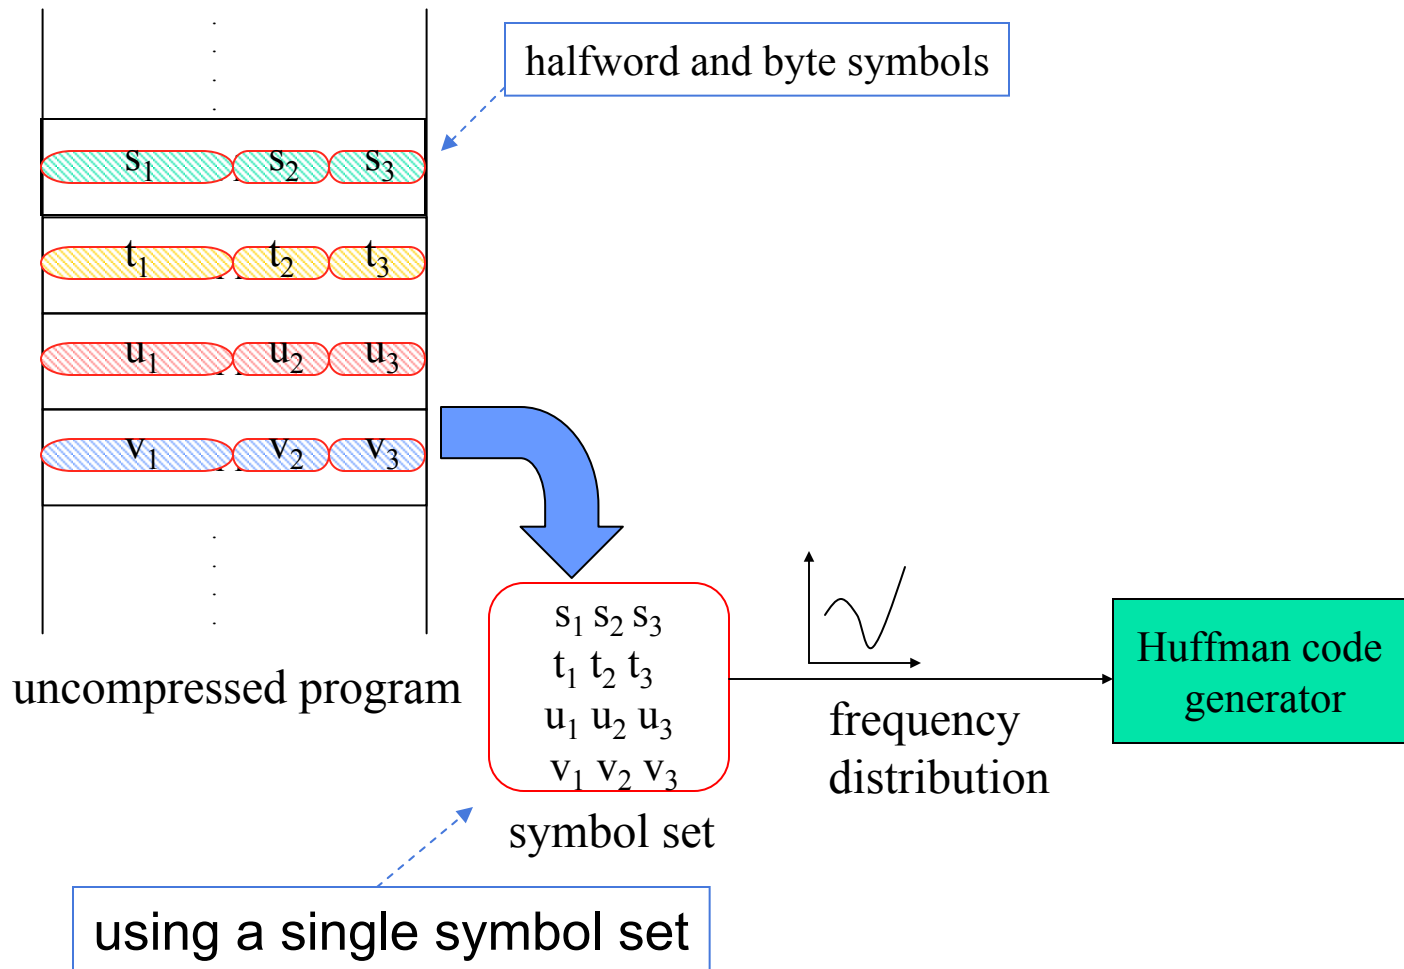 halfword and byte symbols
s₁ s₂ s₃
t₁ t₂ t₃
u₁ u₂ u₃
v₁ v₂ v₃
uncompressed program
s₁ s₂ s₃
t₁ t₂ t₃
u₁ u₂ u₃
v₁ v₂ v₃
symbol set
frequency
distribution
Huffman code
generator
using a single symbol set